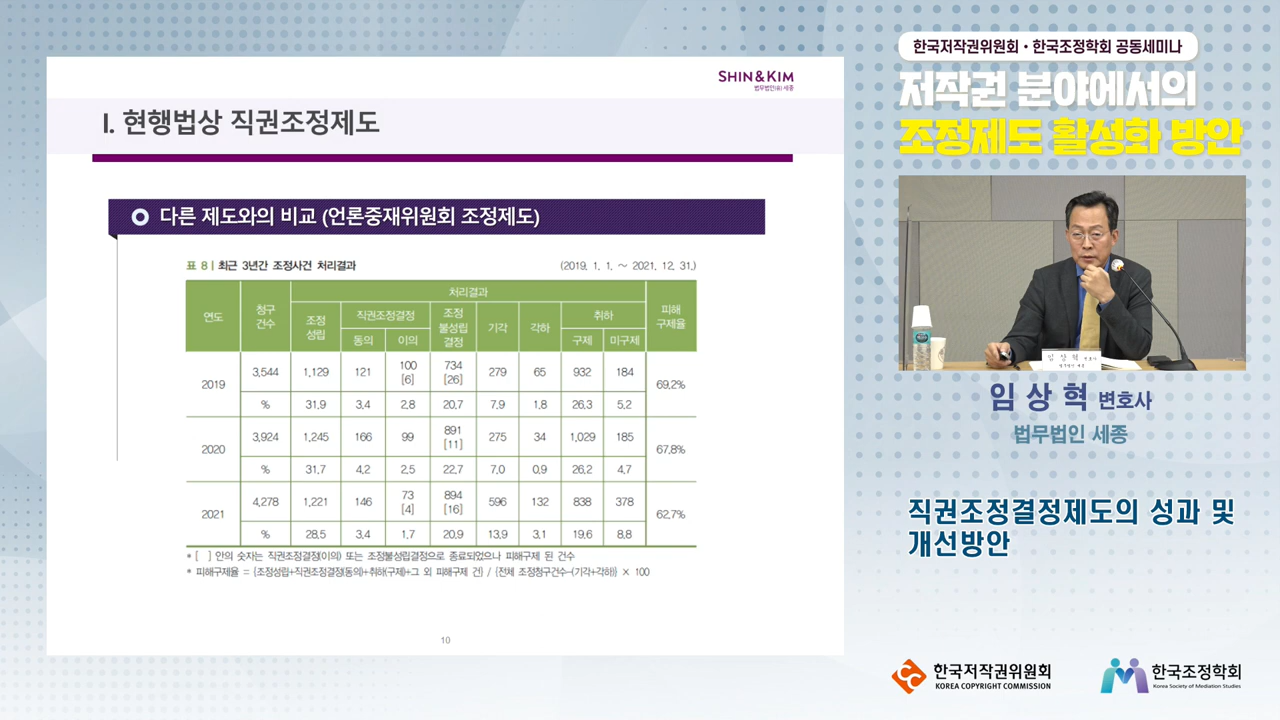 SHIN&KIM
법무법인(유) 세종
I. 현행법상 직권조정제도
다른 제도와의 비교 (언론중재위원회 조정제도)
표 8 | 최근 3년간 조정사건 처리결과 (2019. 1. 1. ~ 2021. 12. 31.)
연도 청구건수 처리결과 피해구제율
조정성립 직권조정결정 조정불성립결정 기각 각하 취하
동의 이의 구제 미구제
2019 3,544 1,129 121 100 [6] 734 [26] 279 65 932 184 69.2%
% 31.9 3.4 2.8 20.7 7.9 1.8 26.3 5.2
2020 3,924 1,245 166 99 891 [11] 275 34 1,029 185 67.8%
% 31.7 4.2 2.5 22.7 7.0 0.9 26.2 4.7
2021 4,278 1,221 146 73 [4] 894 [16] 596 132 838 378 62.7%
% 28.5 3.4 1.7 20.9 13.9 3.1 19.6 8.8
* [ ] 안의 숫자는 직권조정결정(이의) 또는 조정불성립결정으로 종료되었으나 피해구제 된 건수
* 피해구제율 = {조정성립+직권조정결정(동의)+취하(구제)+그 외 피해구제 건} / {전체 조정청구건수-(기각+각하)} × 100
10
한국저작권위원회 • 한국조정학회 공동세미나
저작권 분야에서의
조정제도 활성화 방안
임 상 혁 변호사
임 상 혁 변호사
법무법인 세종
직권조정결정제도의 성과 및
개선방안
한국저작권위원회
KOREA COPYRIGHT COMMISSION
한국조정학회
Korea Society of Mediation Studies